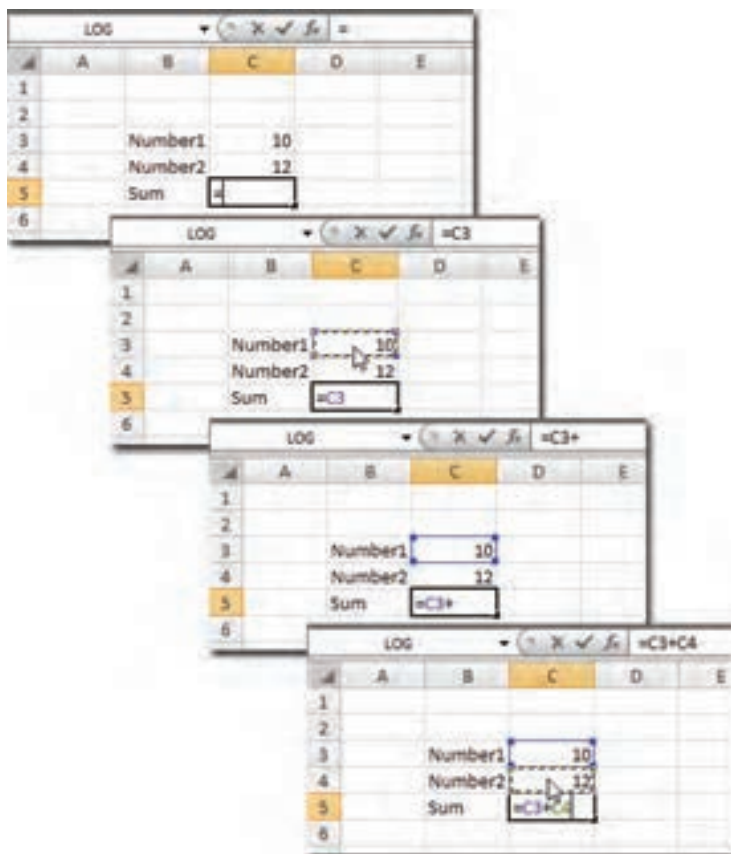 LOG =
A B C D E
1
2
3 Number1 10
4 Number2 12
5 Sum =
6
LOG =C3
A B C D E
1
2
3 Number1 10
4 Number2 12
5 Sum =C3
6
LOG =C3+
A B C D E
1
2
3 Number1 10
4 Number2 12
5 Sum =C3+
6
LOG =C3+C4
A B C D E
1
2
3 Number1 10
4 Number2 12
5 Sum =C3+C4
6